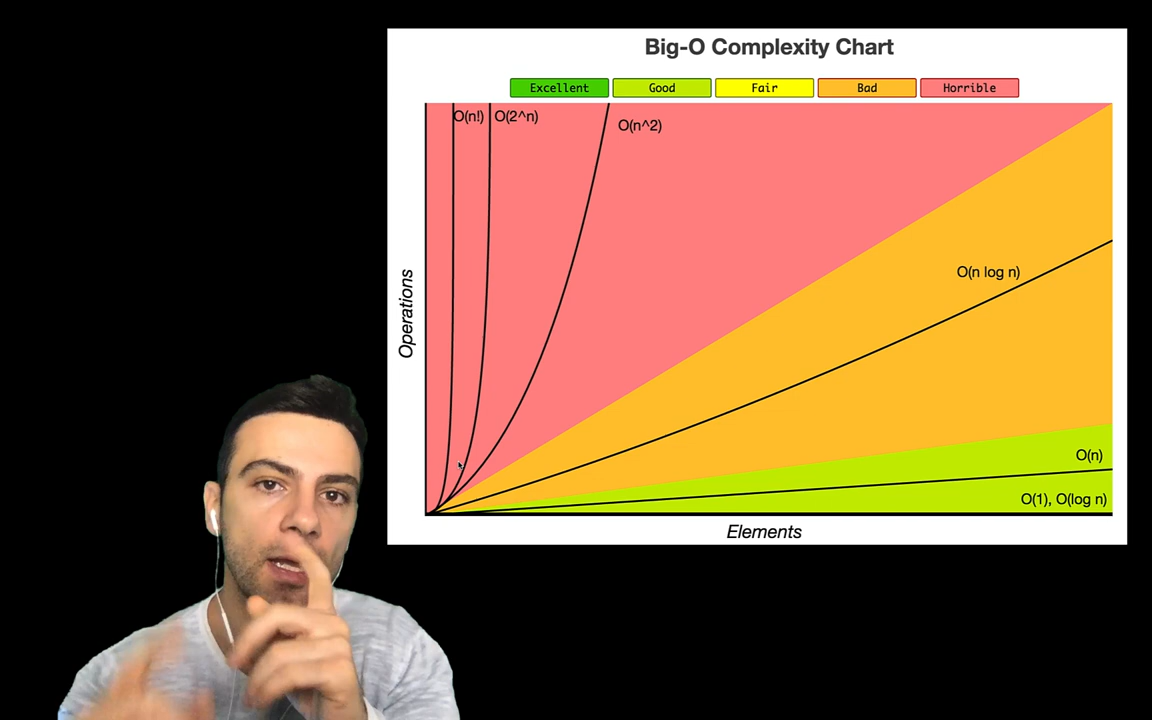 Big-O Complexity Chart
Excellent Good Fair Bad Horrible
O(n!) O(2^n) O(n^2)
O(n log n)
O(n)
O(1), O(log n)
Operations
Elements